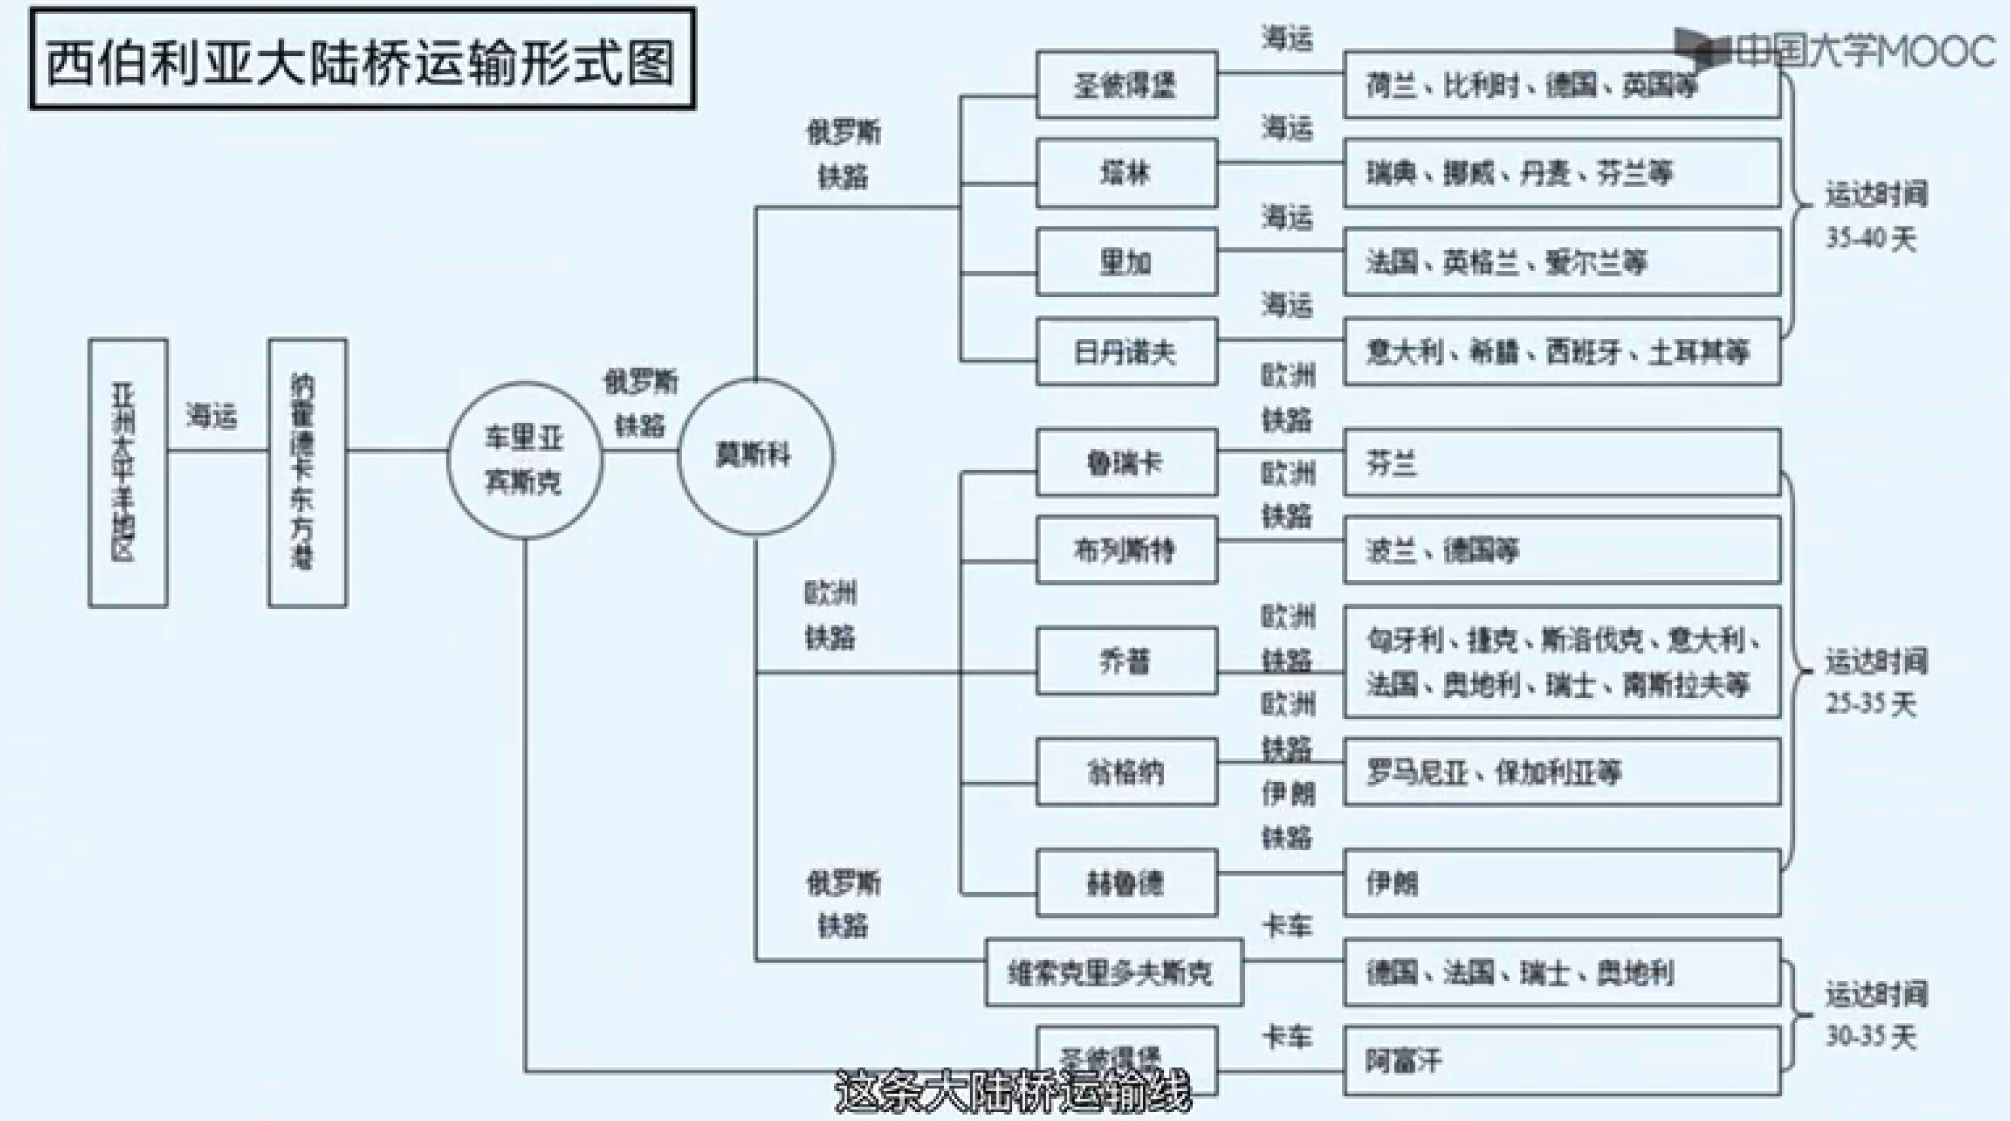 西伯利亚大陆桥运输形式图
中国大学MOOC
亚洲太平洋地区
海运
纳霍德卡东方港
车里亚
宾斯克
俄罗斯
铁路
莫斯科
俄罗斯
铁路
圣彼得堡
海运
荷兰、比利时、德国、英国等
塔林
海运
瑞典、挪威、丹麦、芬兰等
里加
海运
法国、英格兰、爱尔兰等
日丹诺夫
海运
意大利、希腊、西班牙、土耳其等
运达时间
35-40 天
欧洲
铁路
鲁瑞卡
欧洲
铁路
芬兰
布列斯特
欧洲
铁路
波兰、德国等
乔普
欧洲
铁路
匈牙利、捷克、斯洛伐克、意大利、
法国、奥地利、瑞士、南斯拉夫等
翁格纳
欧洲
铁路
罗马尼亚、保加利亚等
赫鲁德
伊朗
铁路
伊朗
运达时间
25-35 天
俄罗斯
铁路
维索克里多夫斯克
卡车
德国、法国、瑞士、奥地利
圣彼得堡
卡车
阿富汗
运达时间
30-35 天
这条大陆桥运输线